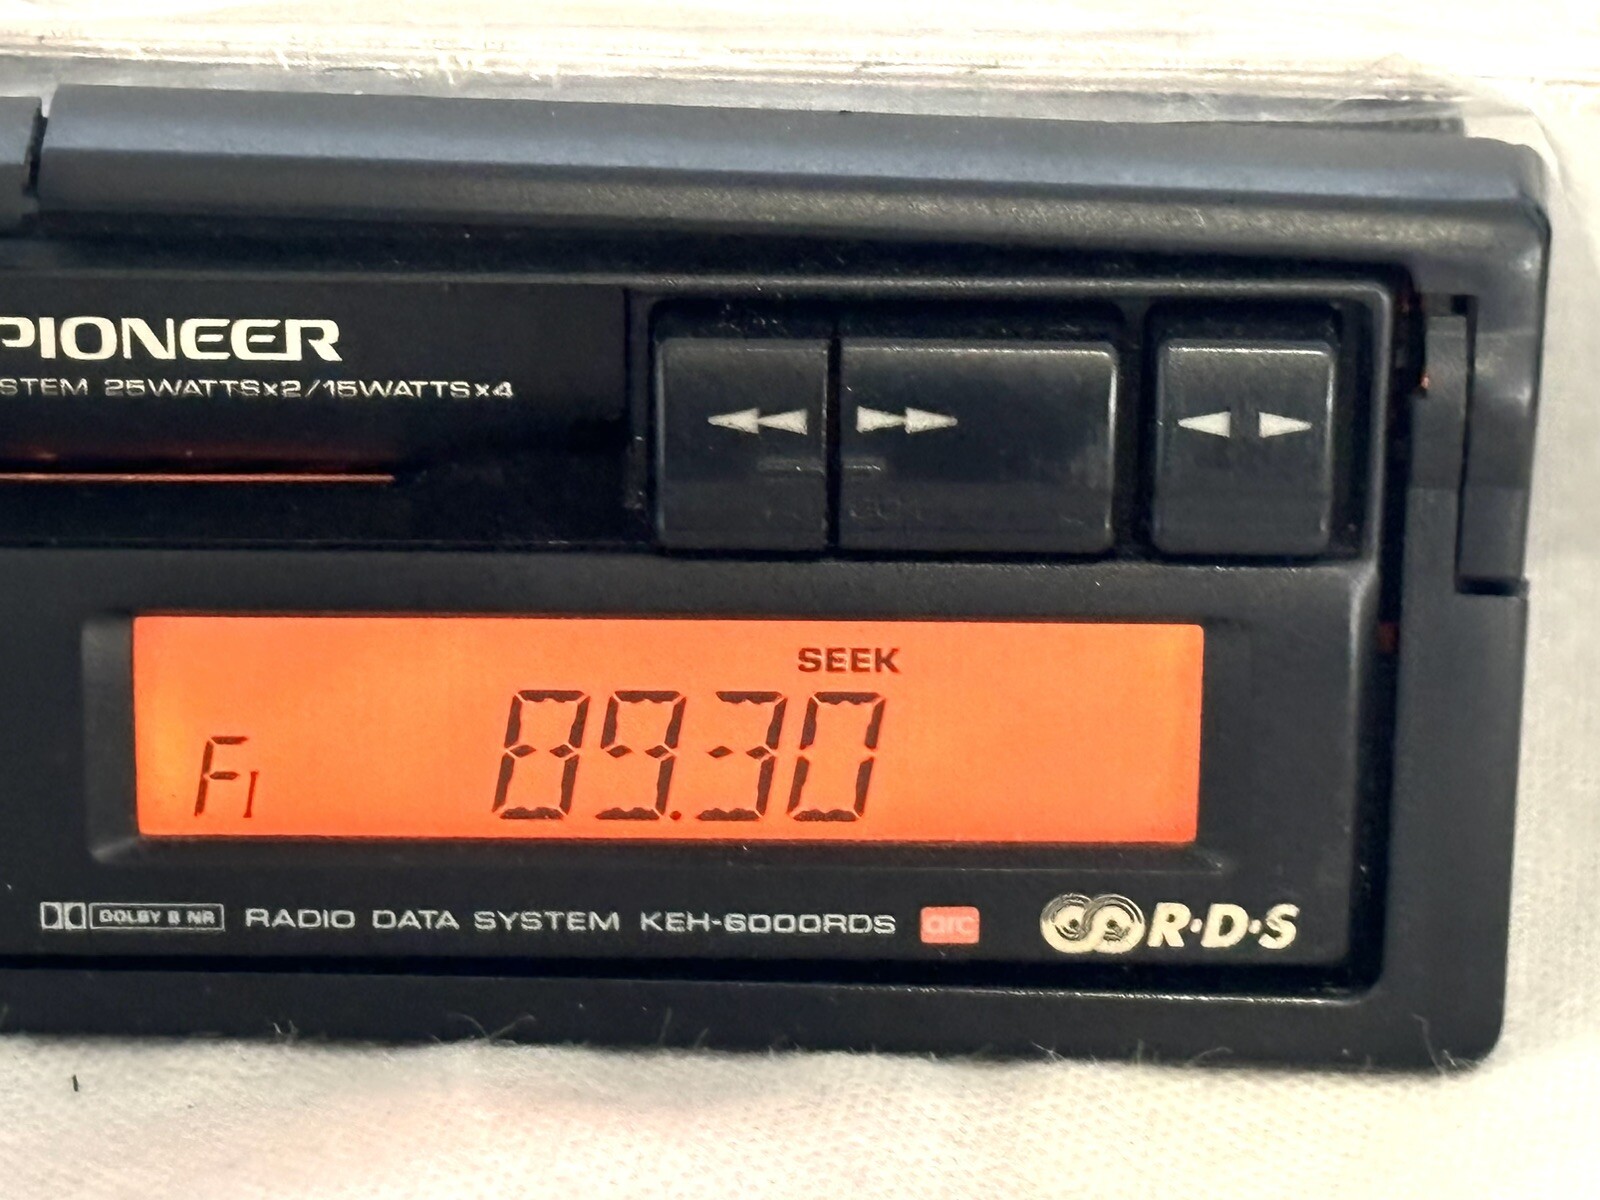 PIONEER
STEM 25WATTSx2/15WATTSx4
SEEK
F1 89.30
DOLBY B NR RADIO DATA SYSTEM KEH-6000RDS arc R·D·S